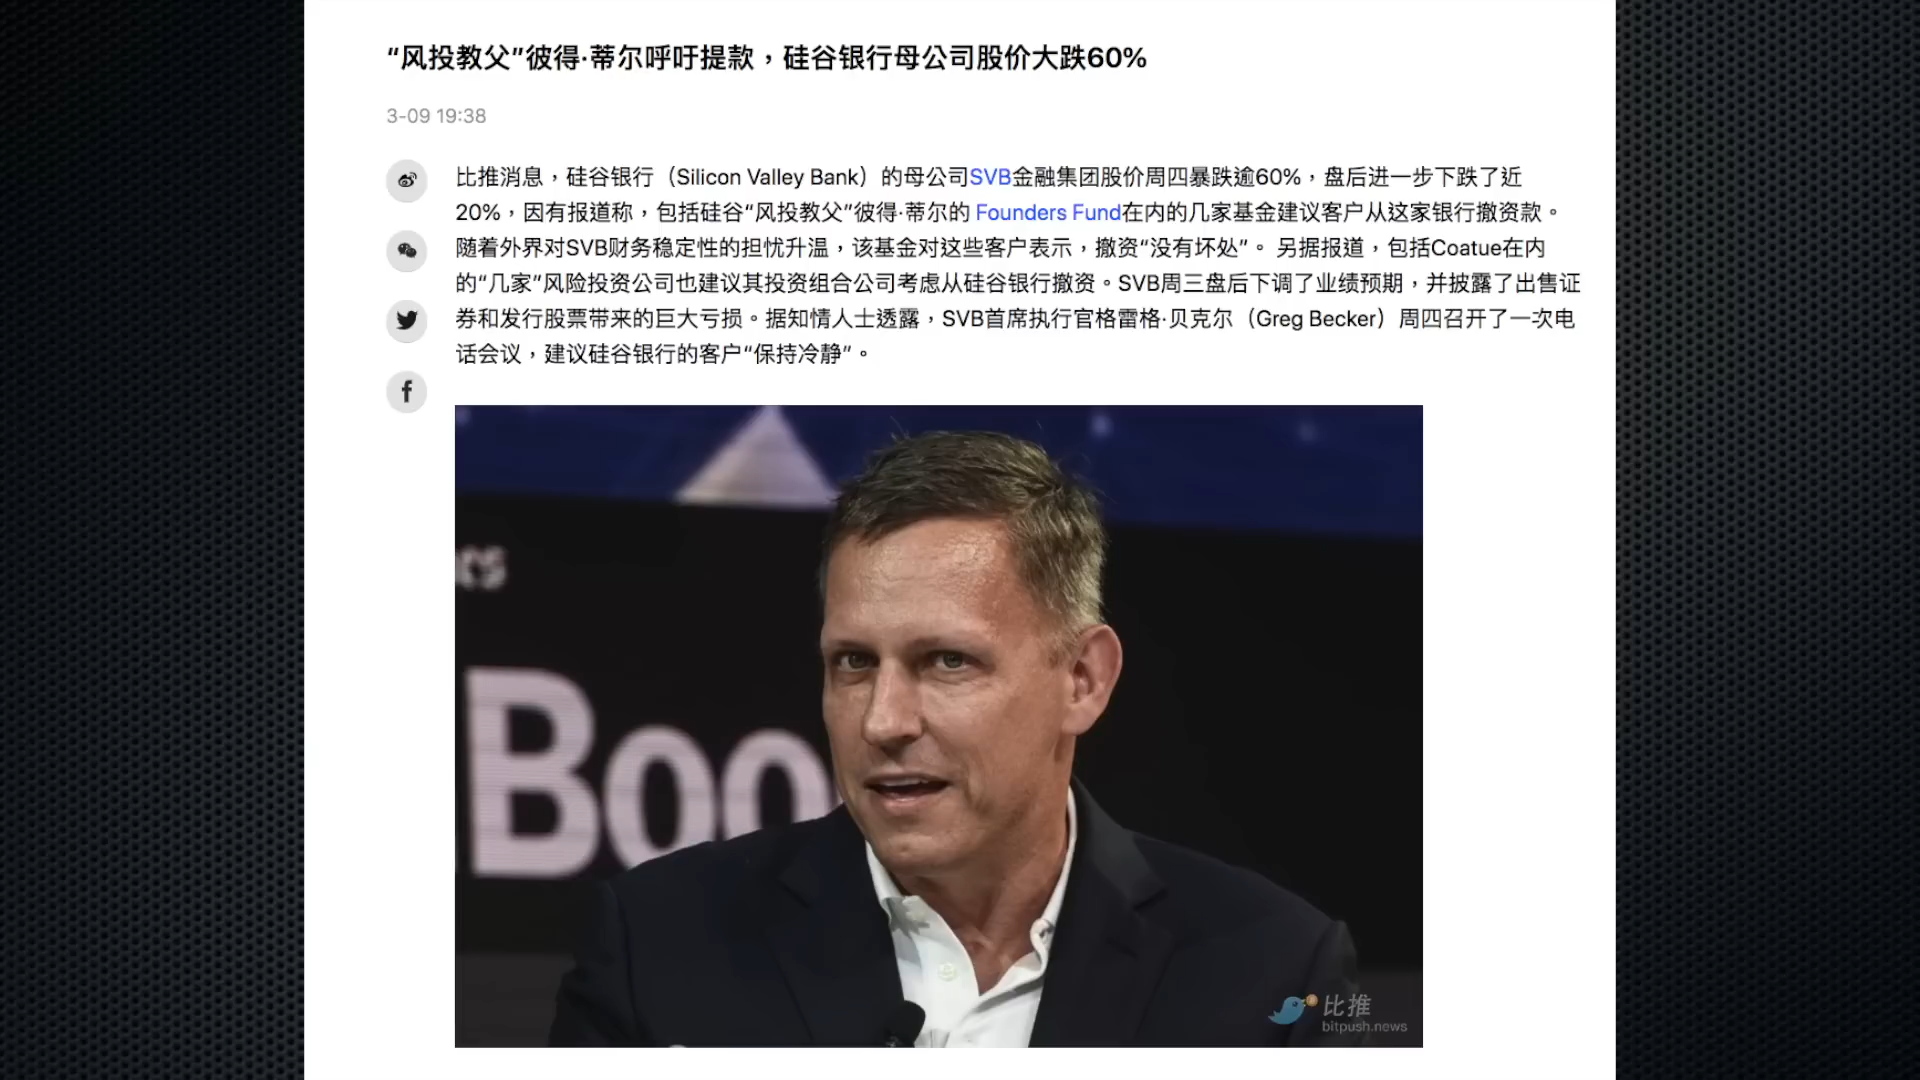 “风投教父”彼得·蒂尔呼吁提款，硅谷银行母公司股价大跌60%
3-09 19:38
比推消息，硅谷银行（Silicon Valley Bank）的母公司SVB金融集团股价周四暴跌逾60%，盘后进一步下跌了近
20%，因有报道称，包括硅谷“风投教父”彼得·蒂尔的 Founders Fund在内的几家基金建议客户从这家银行撤资款。
随着外界对SVB财务稳定性的担忧升温，该基金对这些客户表示，撤资“没有坏处”。 另据报道，包括Coatue在内
的“几家”风险投资公司也建议其投资组合公司考虑从硅谷银行撤资。SVB周三盘后下调了业绩预期，并披露了出售证
券和发行股票带来的巨大亏损。据知情人士透露，SVB首席执行官格雷格·贝克尔（Greg Becker）周四召开了一次电
话会议，建议硅谷银行的客户“保持冷静”。
Boo
比推
bitpush.news